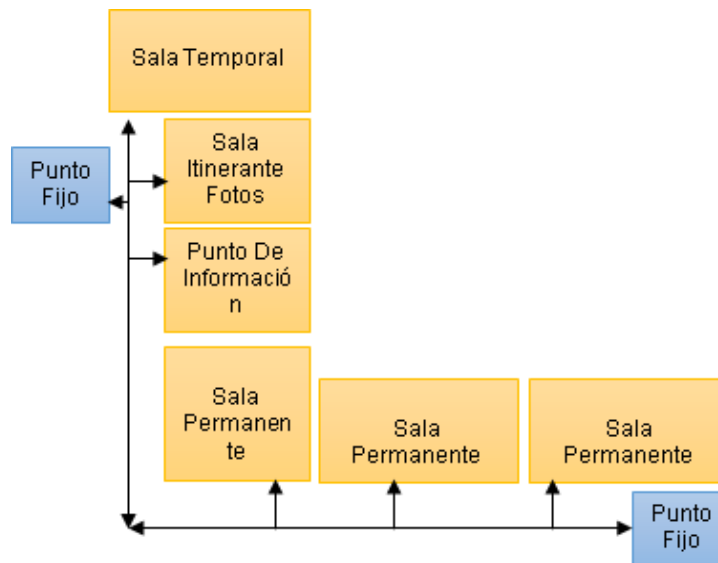 Sala Temporal
Punto
Fijo
Sala
Itinerante
Fotos
Punto De
Informació
n
Sala
Permanen
te
Sala
Permanente
Sala
Permanente
Punto
Fijo